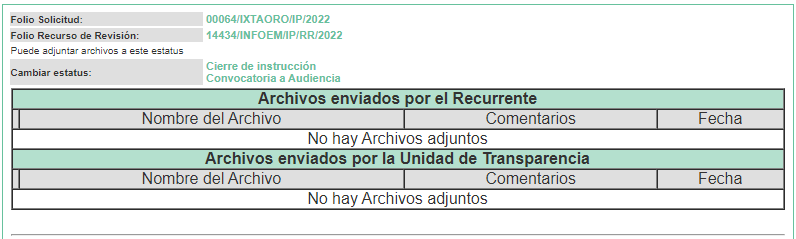 Folio Solicitud: 00064/IXTAORO/IP/2022
Folio Recurso de Revisión: 14434/INFOEM/IP/RR/2022
Puede adjuntar archivos a este estatus
Cambiar estatus: Cierre de instrucción
Convocatoria a Audiencia
Archivos enviados por el Recurrente
Nombre del Archivo Comentarios Fecha
No hay Archivos adjuntos
Archivos enviados por la Unidad de Transparencia
Nombre del Archivo Comentarios Fecha
No hay Archivos adjuntos